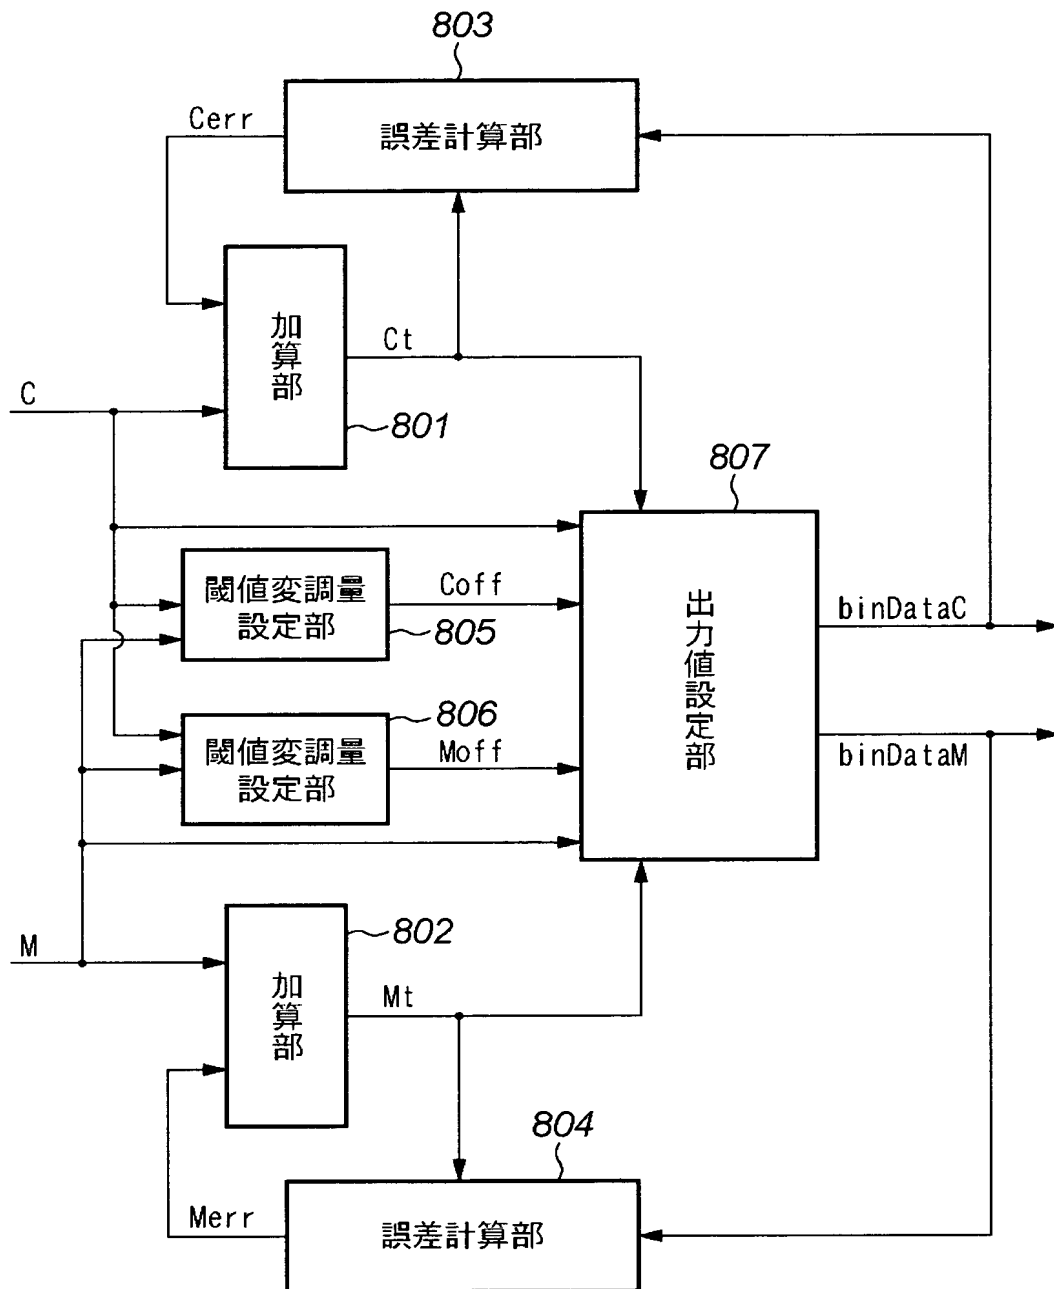 803
Cerr
誤差計算部
加算部
Ct
C
801
807
閾値変調量
設定部
Coff
805
出力値設定部
binDataC
806
閾値変調量
設定部
Moff
binDataM
M
802
加算部
Mt
804
Merr
誤差計算部